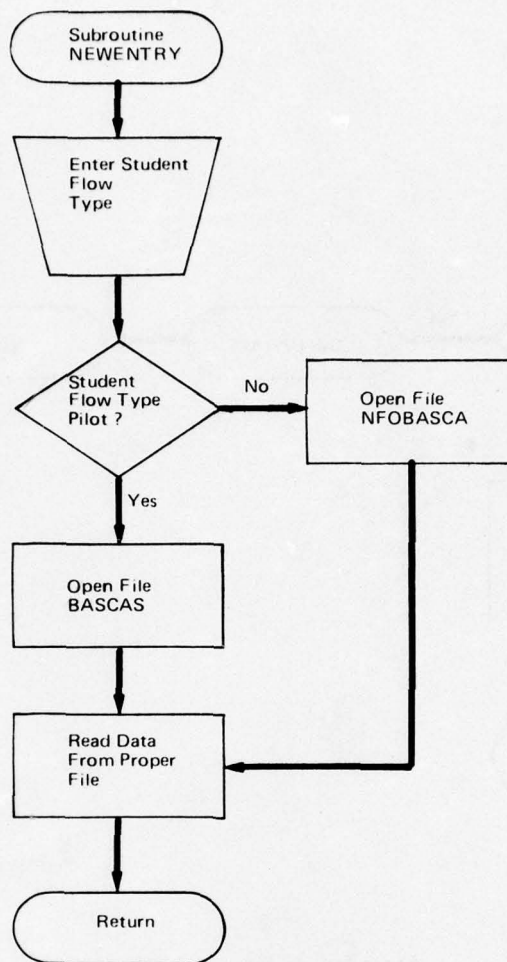 Subroutine
NEWENTRY
Enter Student
Flow
Type
Student
Flow Type
Pilot ?
No
Open File
NFOBASCA
Yes
Open File
BASCAS
Read Data
From Proper
File
Return